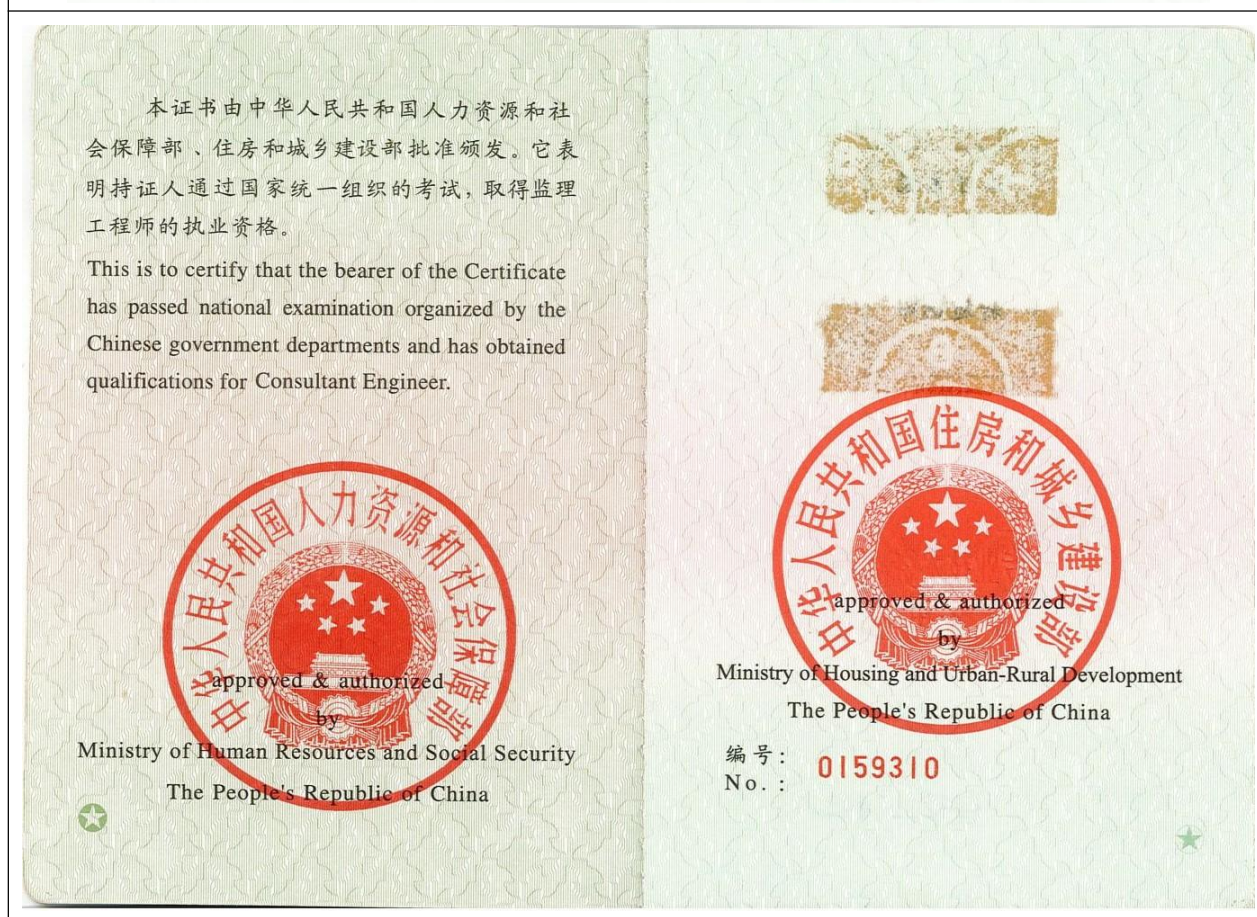 本证书由中华人民共和国人力资源和社
会保障部、住房和城乡建设部批准颁发。它表
明持证人通过国家统一组织的考试,取得监理
工程师的执业资格。
This is to certify that the bearer of the Certificate
has passed national examination organized by the
Chinese government departments and has obtained
qualifications for Consultant Engineer.
中华人民共和国人力资源和社会保障部
approved & authorized
by
Ministry of Human Resources and Social Security
The People's Republic of China
中华人民共和国住房和城乡建设部
approved & authorized
by
Ministry of Housing and Urban-Rural Development
The People's Republic of China
编号:
No. :
0159310